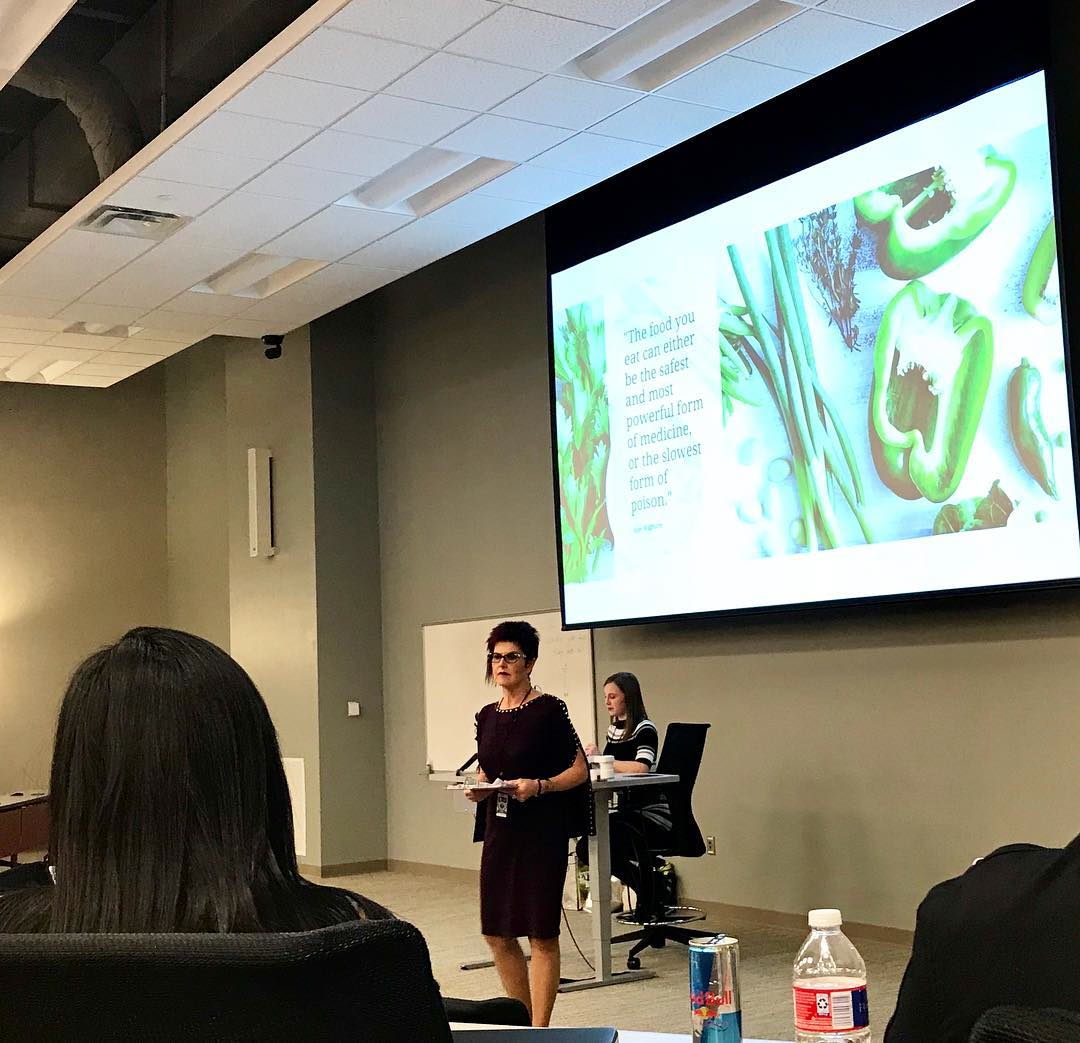 "The food you
eat can either
be the safest
and most
powerful form
of medicine,
or the slowest
form of
poison."
Red Bull